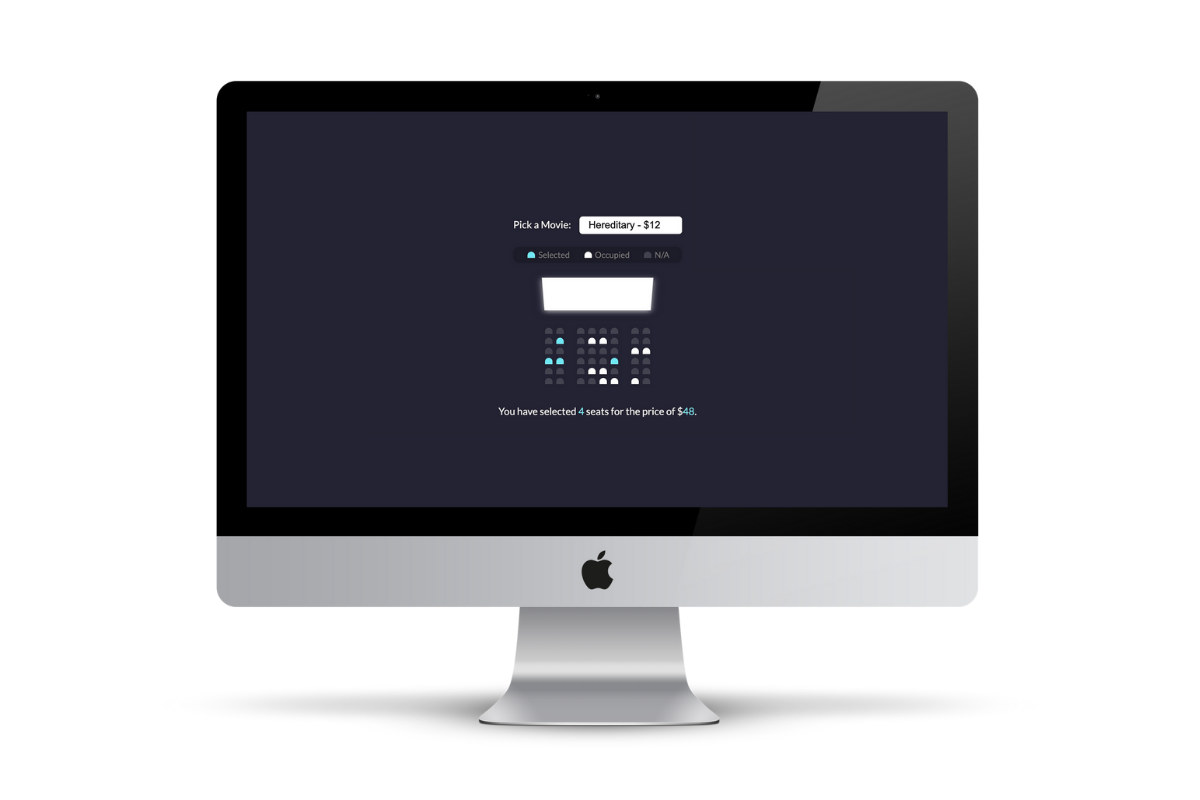 Pick a Movie: Hereditary - $12
Selected Occupied N/A
You have selected 4 seats for the price of $48.